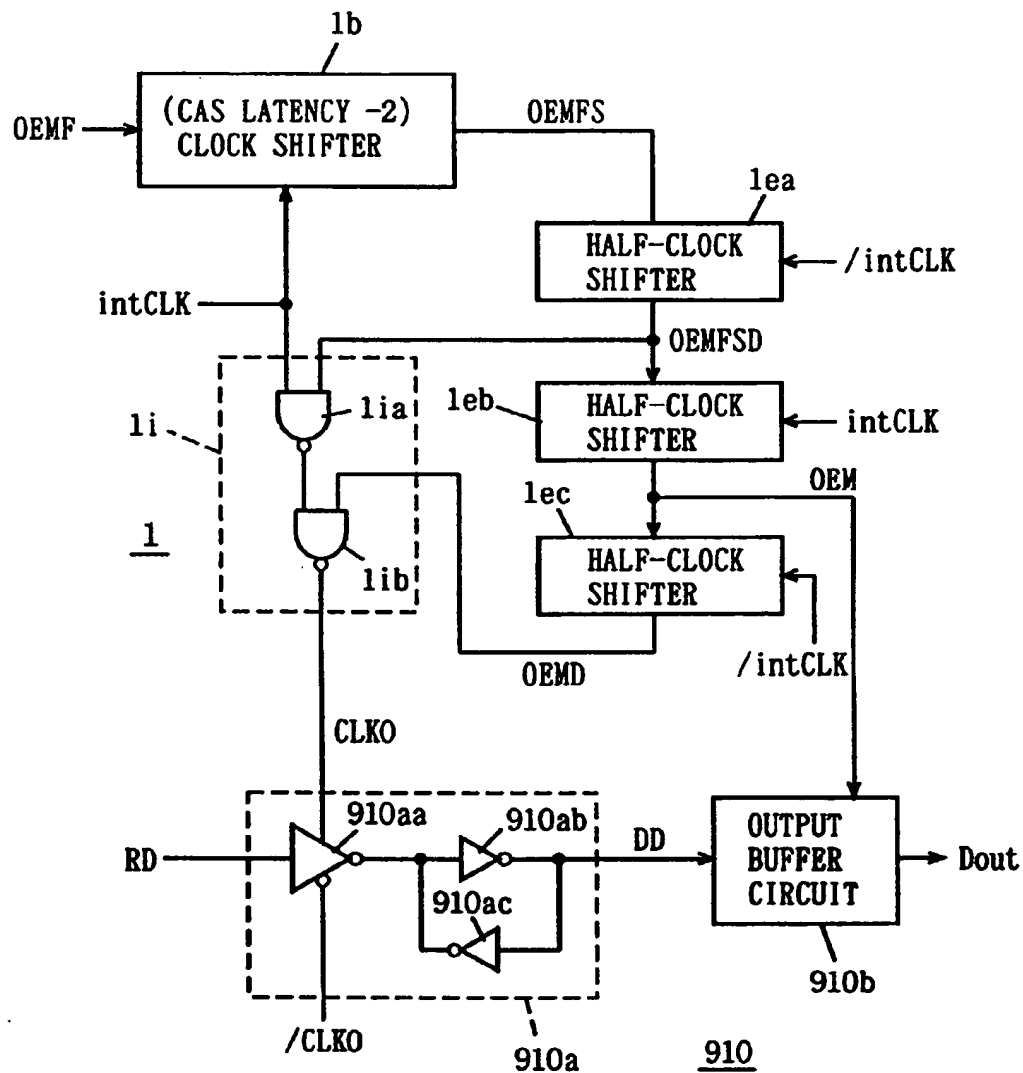 1b
(CAS LATENCY -2)
CLOCK SHIFTER
OEMF
OEMFS
1ea
HALF-CLOCK
SHIFTER
/intCLK
intCLK
OEMFSD
1i
1ia
1eb
HALF-CLOCK
SHIFTER
intCLK
OEM
1
1ib
1ec
HALF-CLOCK
SHIFTER
OEMD
/intCLK
CLKO
910aa
910ab
RD
DD
910ac
OUTPUT
BUFFER
CIRCUIT
Dout
910b
/CLKO
910a
910